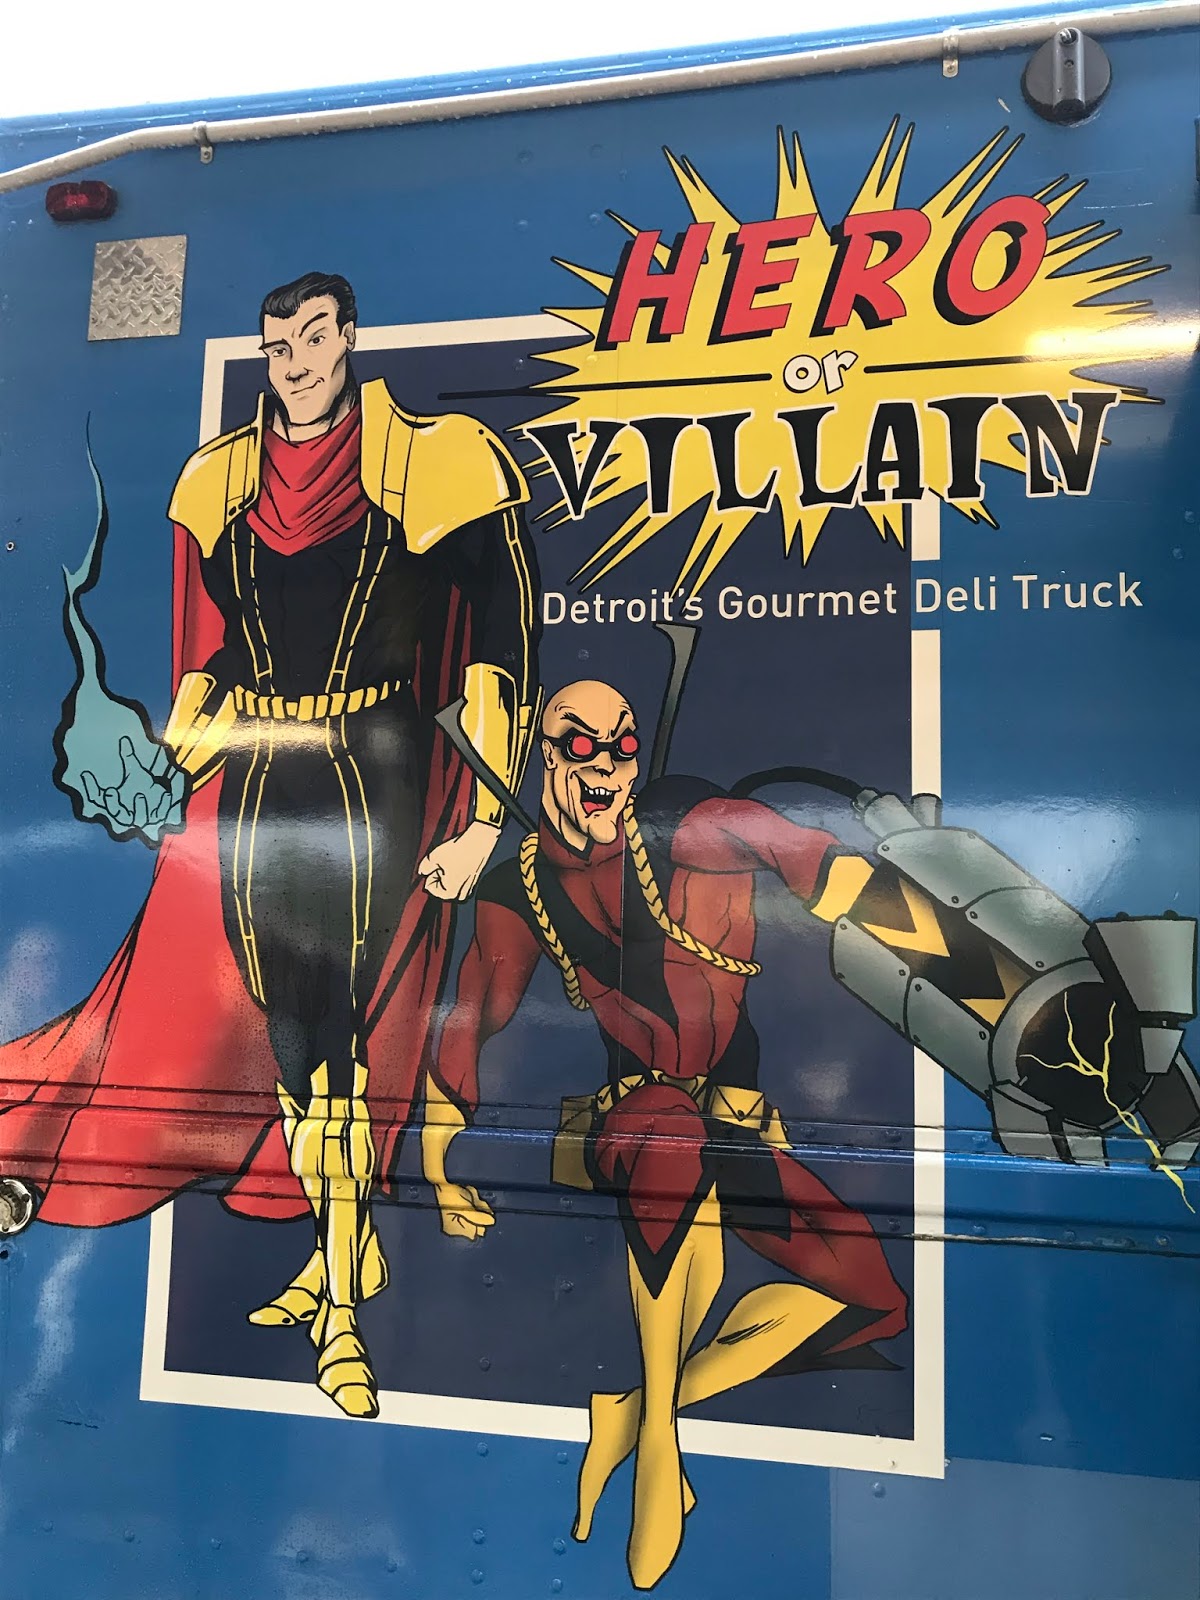 HERO
or
VILLAIN
Detroit's Gourmet Deli Truck